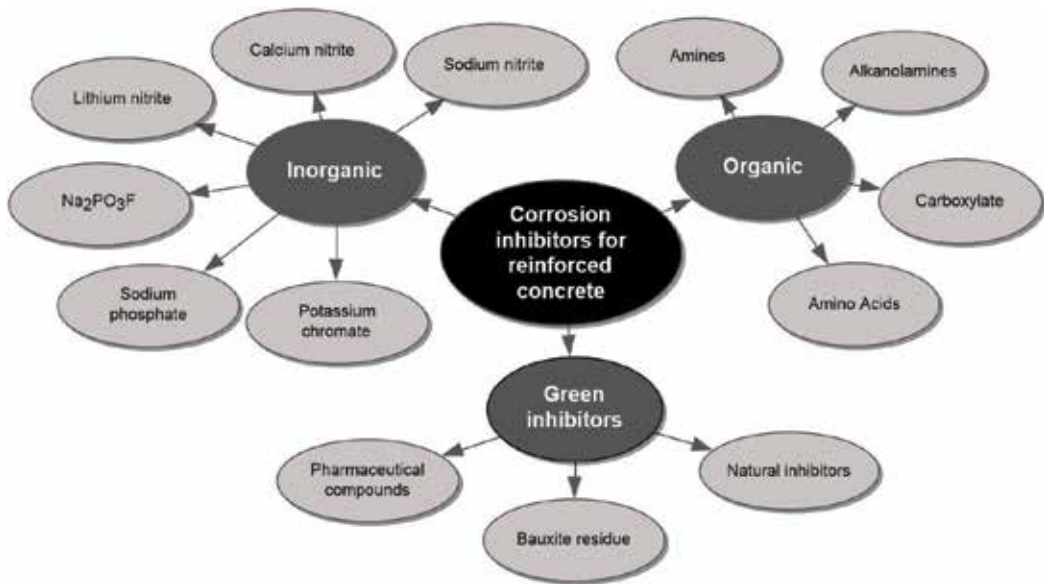 Calcium nitrite
Sodium nitrite
Lithium nitrite
Inorganic
Na₂PO₃F
Sodium
phosphate
Potassium
chromate
Corrosion
inhibitors for
reinforced
concrete
Amines
Alkanolamines
Organic
Carboxylate
Amino Acids
Green
inhibitors
Pharmaceutical
compounds
Bauxite residue
Natural inhibitors